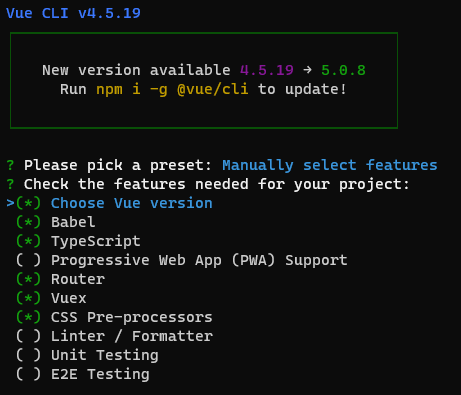 Vue CLI v4.5.19
New version available 4.5.19 → 5.0.8
Run npm i -g @vue/cli to update!
? Please pick a preset: Manually select features
? Check the features needed for your project:
>(*) Choose Vue version
(*) Babel
(*) TypeScript
( ) Progressive Web App (PWA) Support
(*) Router
(*) Vuex
(*) CSS Pre-processors
( ) Linter / Formatter
( ) Unit Testing
( ) E2E Testing